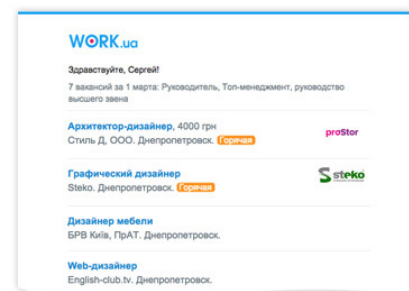 WORK.ua
Здравствуйте, Сергей!
7 вакансий за 1 марта: Руководитель, Топ-менеджмент, руководство
высшего звена
Архитектор-дизайнер, 4000 грн
Стиль Д, ООО. Днепропетровск. Горячая
proStor
Графический дизайнер
Steko. Днепропетровск. Горячая
steko
Дизайнер мебели
БРВ Київ, ПрАТ. Днепропетровск.
Web-дизайнер
English-club.tv. Днепропетровск.